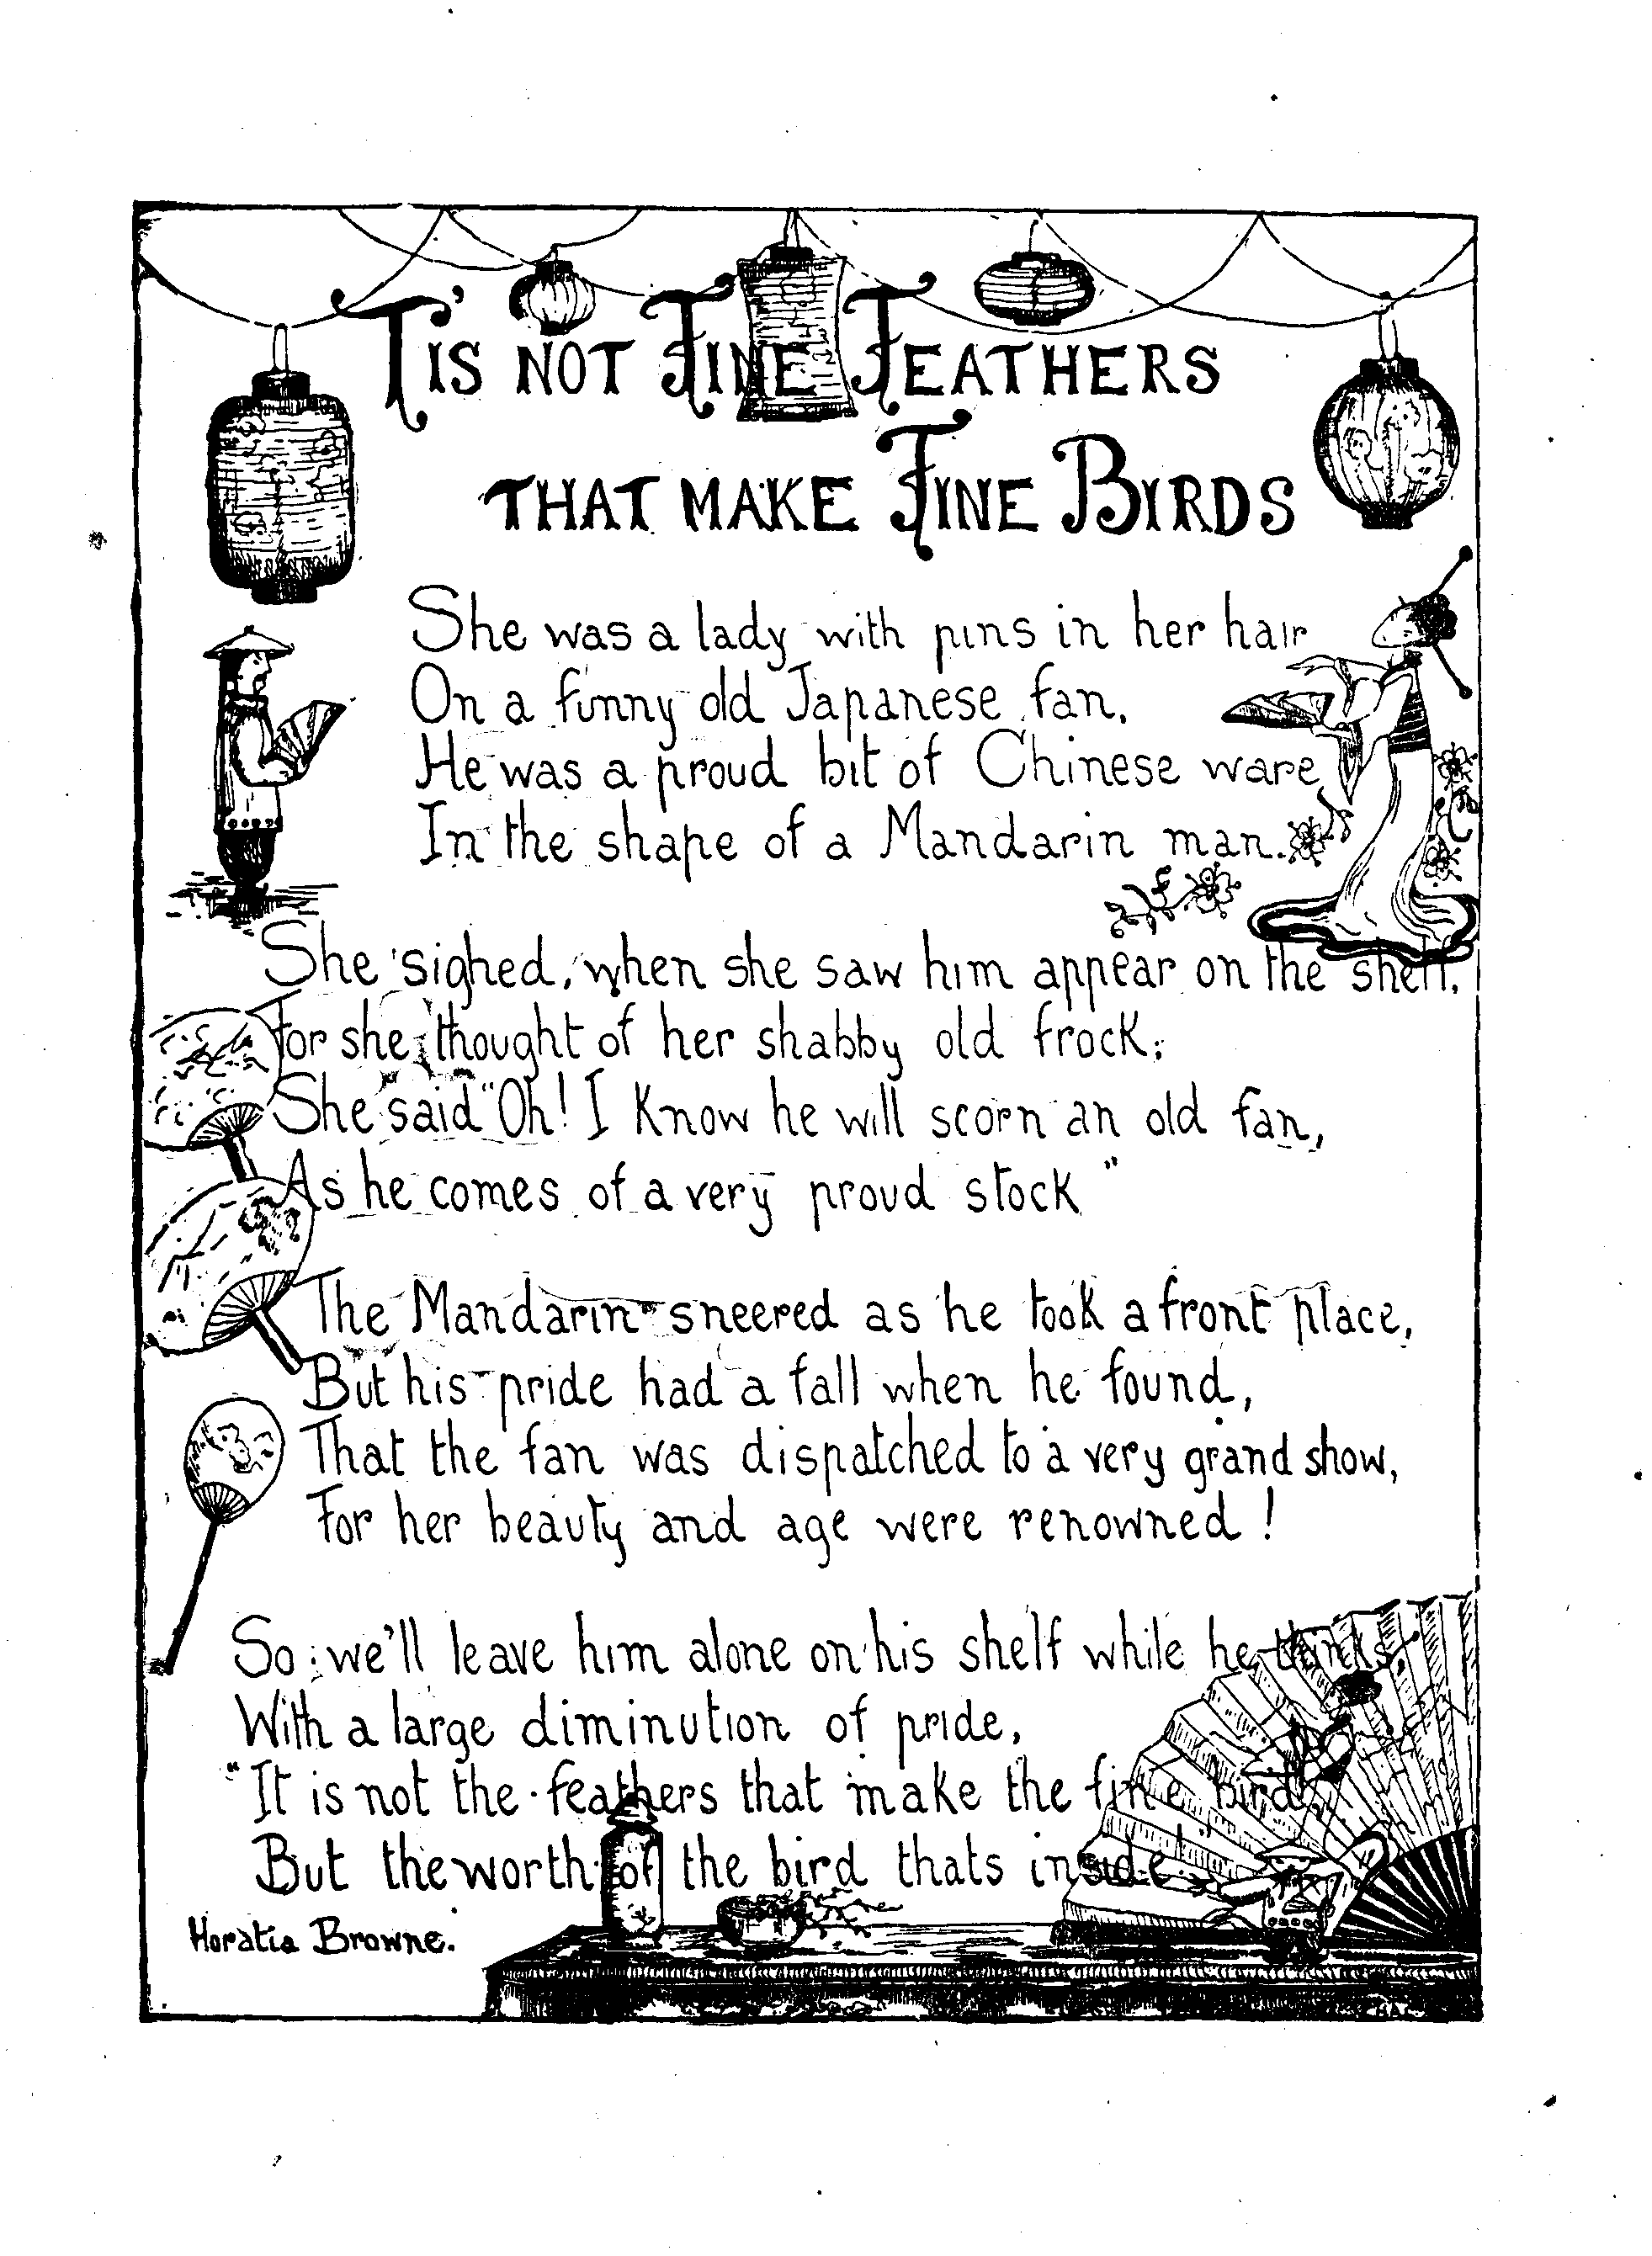 T'IS NOT FINE FEATHERS
THAT MAKE FINE BIRDS
She was a lady with pins in her hair
On a funny old Japanese fan,
He was a proud bit of Chinese ware
In the shape of a Mandarin man.
She sighed, when she saw him appear on the shelf,
For she thought of her shabby old frock;
She said "Oh! I know he will scorn an old fan,
As he comes of a very proud stock"
The Mandarin sneered as he took a front place,
But his pride had a fall when he found,
That the fan was dispatched to a very grand show,
For her beauty and age were renowned!
So we'll leave him alone on his shelf while he thinks,
With a large diminution of pride,
"It is not the feathers that make the fine bird,
But the worth of the bird thats inside."
Horatia Browne.